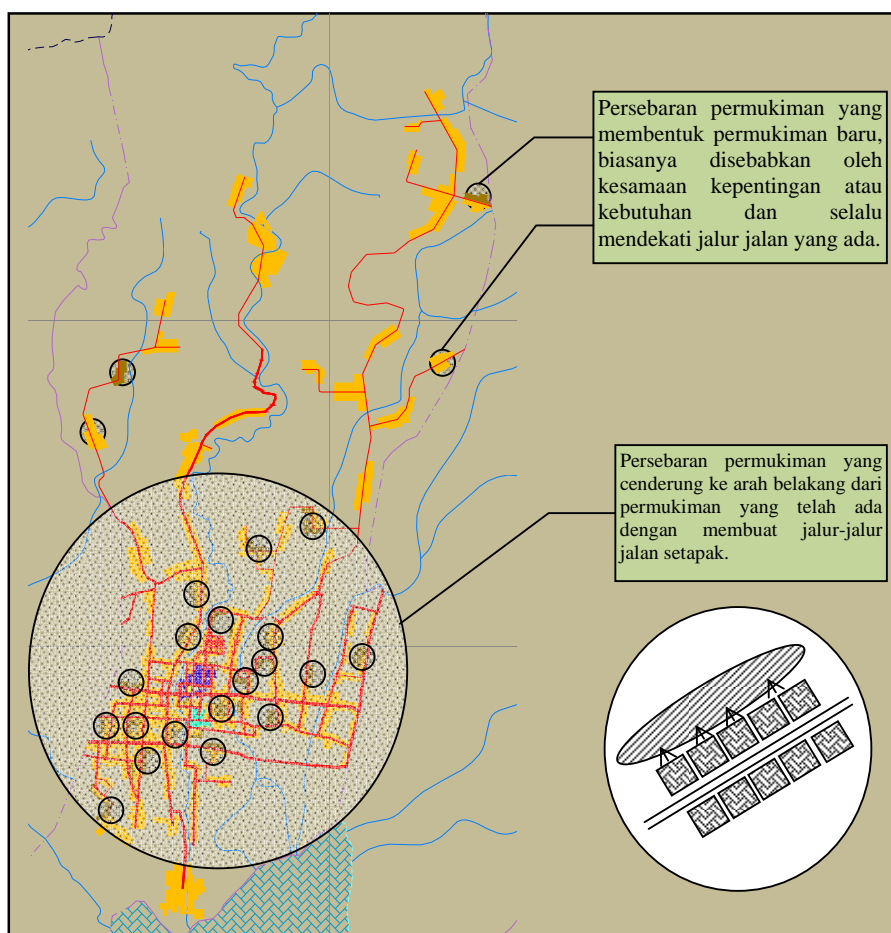 Persebaran permukiman yang
membentuk permukiman baru,
biasanya disebabkan oleh
kesamaan kepentingan atau
kebutuhan dan selalu
mendekati jalur jalan yang ada.
Persebaran permukiman yang
cenderung ke arah belakang dari
permukiman yang telah ada
dengan membuat jalur-jalur
jalan setapak.